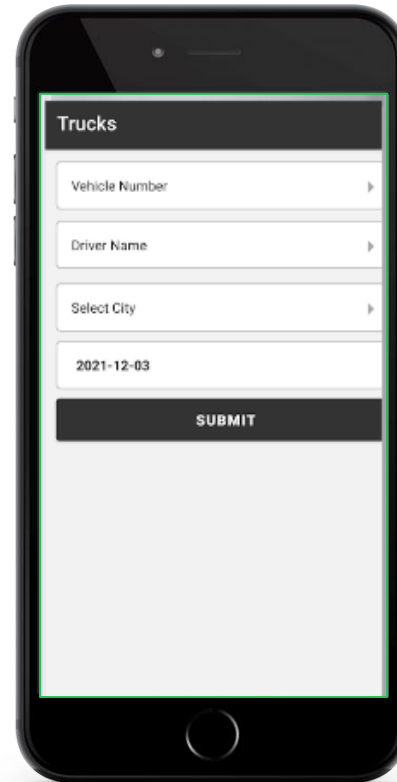 Trucks
Vehicle Number
Driver Name
Select City
2021-12-03
SUBMIT